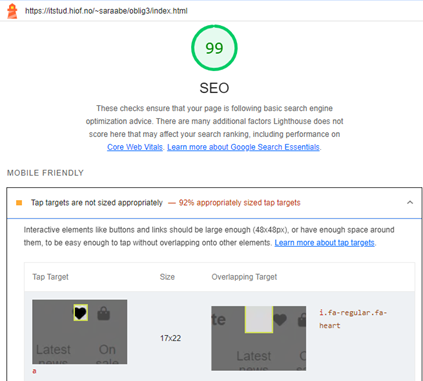 https://itstud.hiof.no/~saraabe/oblig3/index.html
99
SEO
These checks ensure that your page is following basic search engine
optimization advice. There are many additional factors Lighthouse does not
score here that may affect your search ranking, including performance on
Core Web Vitals. Learn more about Google Search Essentials.
MOBILE FRIENDLY
Tap targets are not sized appropriately — 92% appropriately sized tap targets
Interactive elements like buttons and links should be large enough (48x48px), or have enough space around
them, to be easy enough to tap without overlapping onto other elements. Learn more about tap targets.
Tap Target Size Overlapping Target
te
i.fa-regular.fa-
heart
17x22
Latest On
news sale
Latest On
news sale
a